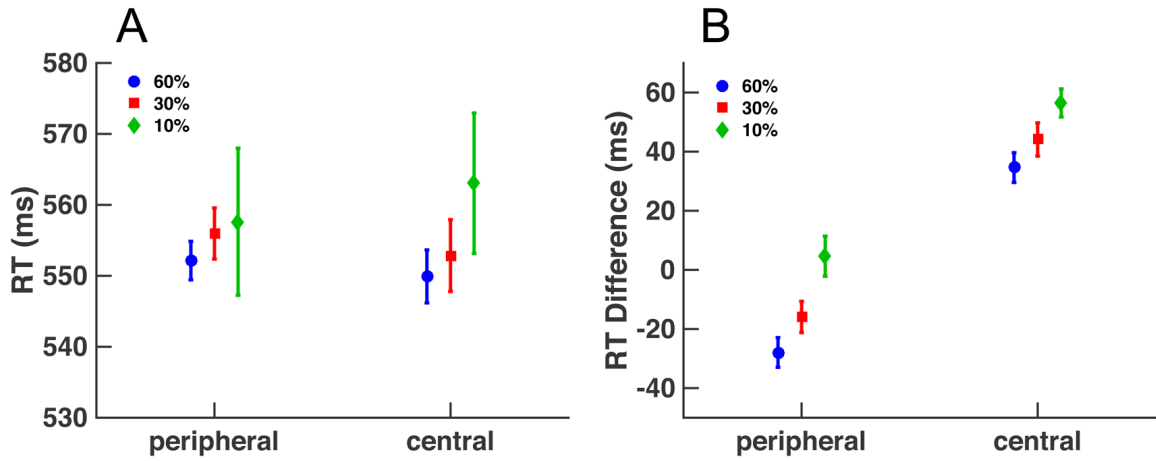 A
RT (ms)
580
570
560
550
540
530
60%
30%
10%
peripheral
central
B
RT Difference (ms)
60
40
20
0
-20
-40
60%
30%
10%
peripheral
central